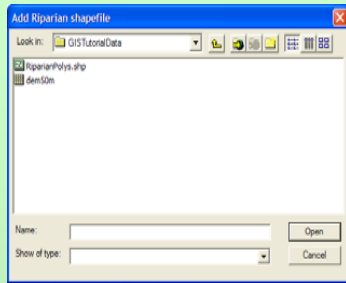 Add Riparian shapefile
Look in: GISTutorialData
RiparianPolys.shp
dem50m
Name: Open
Show of type: Cancel